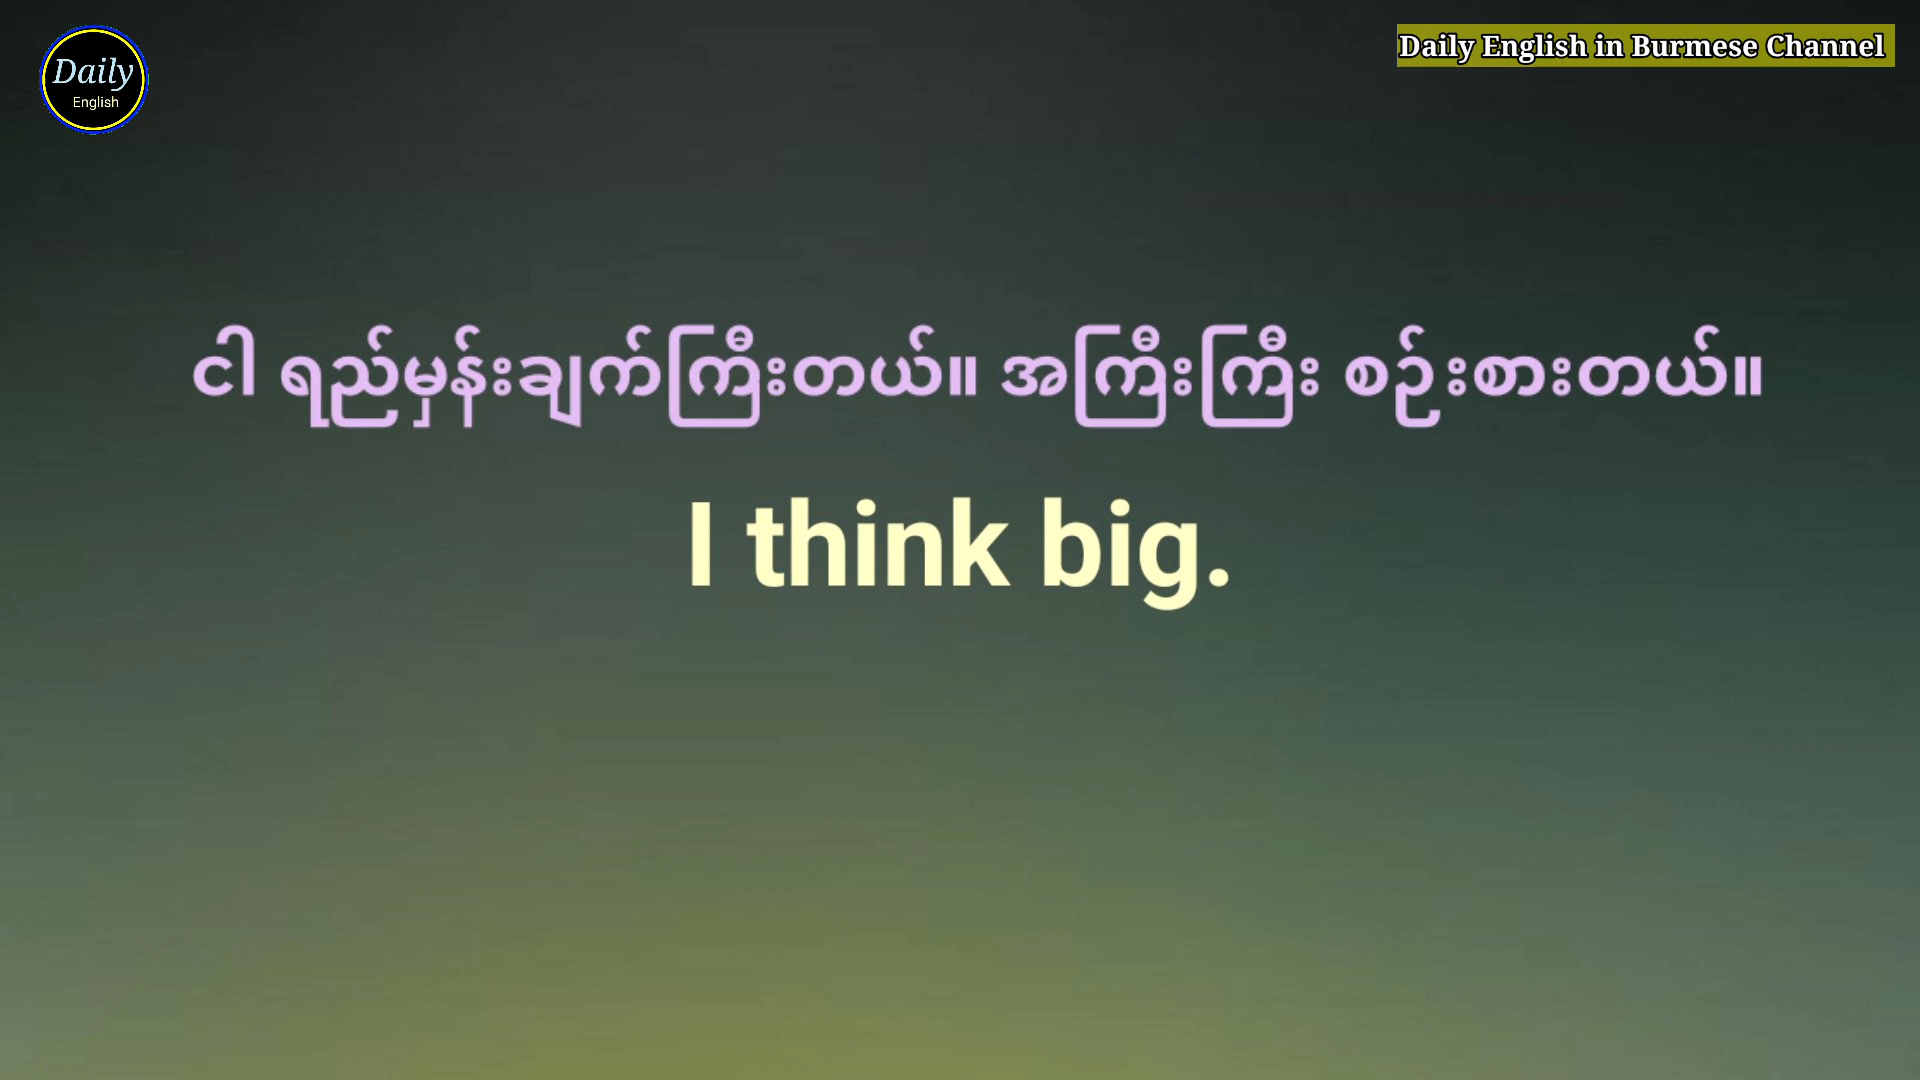 Daily
English
Daily English in Burmese Channel
ငါ ရည်မှန်းချက်ကြီးတယ်။ အကြီးကြီး စဉ်းစားတယ်။
I think big.